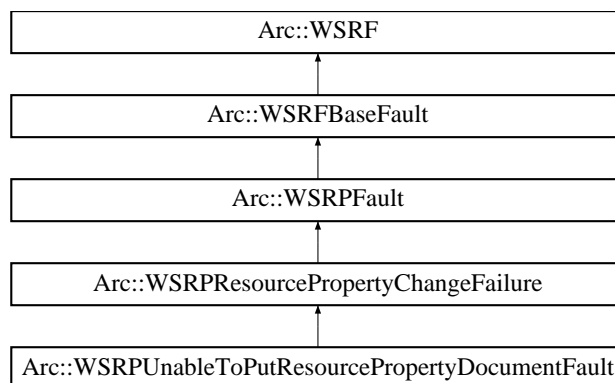 Arc::WSRF
Arc::WSRFBaseFault
Arc::WSRPFault
Arc::WSRPResourcePropertyChangeFailure
Arc::WSRPUnableToPutResourcePropertyDocumentFault